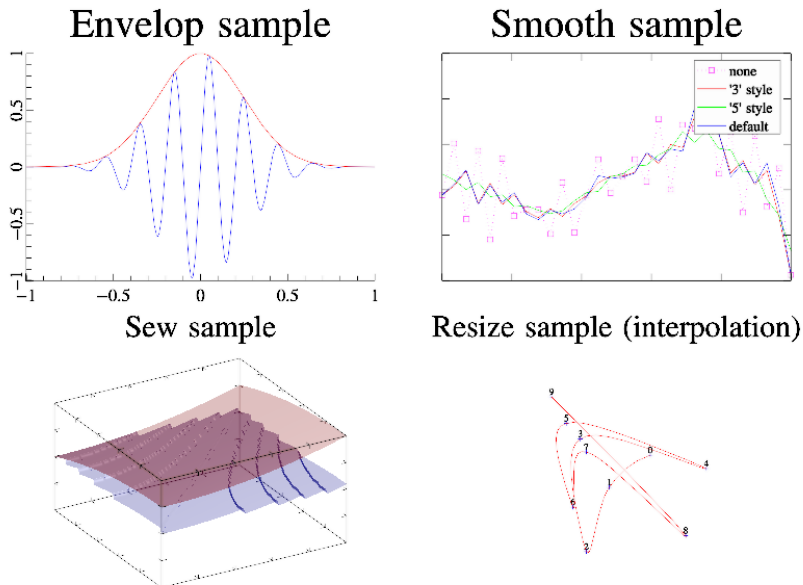 Envelop sample
Smooth sample
1
0.5
0
−0.5
−1
−1
−0.5
0
0.5
1
none
'3' style
'5' style
default
Sew sample
Resize sample (interpolation)
9
5
3
7
0
4
1
6
8
2